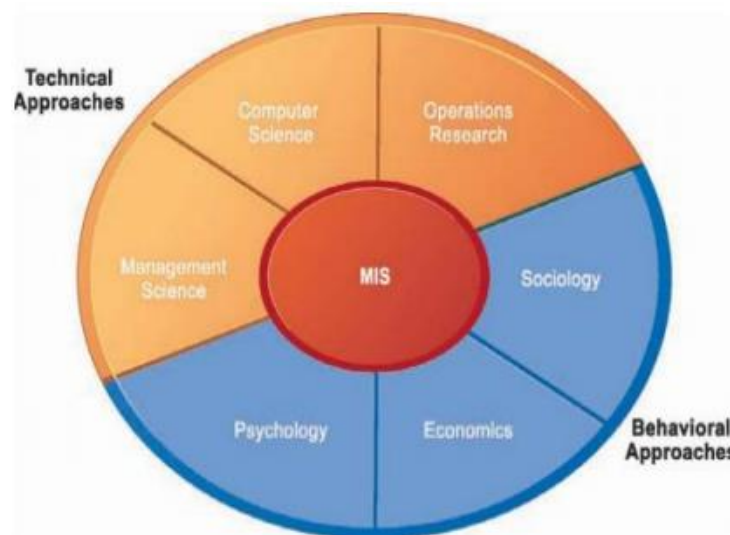 Technical
Approaches
Computer
Science
Operations
Research
Management
Science
MIS
Sociology
Psychology
Economics
Behavioral
Approaches